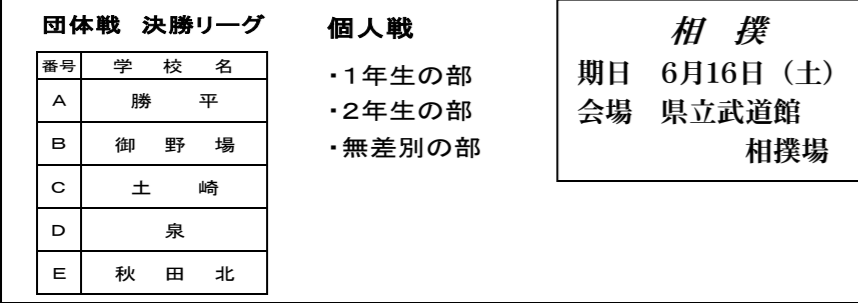 団体戦 決勝リーグ
番号 学校名
A 勝平
B 御野場
C 土崎
D 泉
E 秋田北
個人戦
・1年生の部
・2年生の部
・無差別の部
相撲
期日 6月16日(土)
会場 県立武道館
相撲場